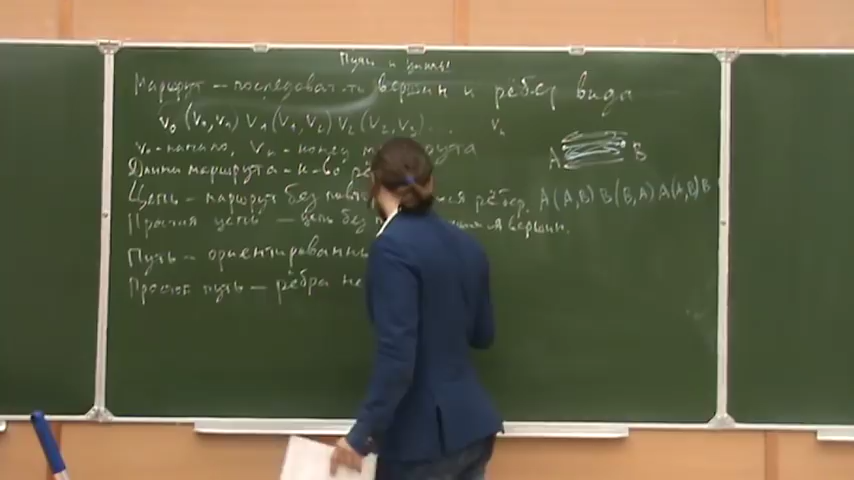 Пути и цепи
Маршрут – последоват-ть вершин и рёбер вида
v₀ (v₀,v₁) v₁ (v₁,v₂) v₂ (v₂,v₃) ... vₖ
v₀ - начало, vₖ - конец маршрута
A B
Длина маршрута - к-во
Цепь - маршрут без рёбер. A(A,B) B(B,A) A(A,B) B
Простая цепь – цепь без вершин.
Путь - 
Простой путь – рёбра не